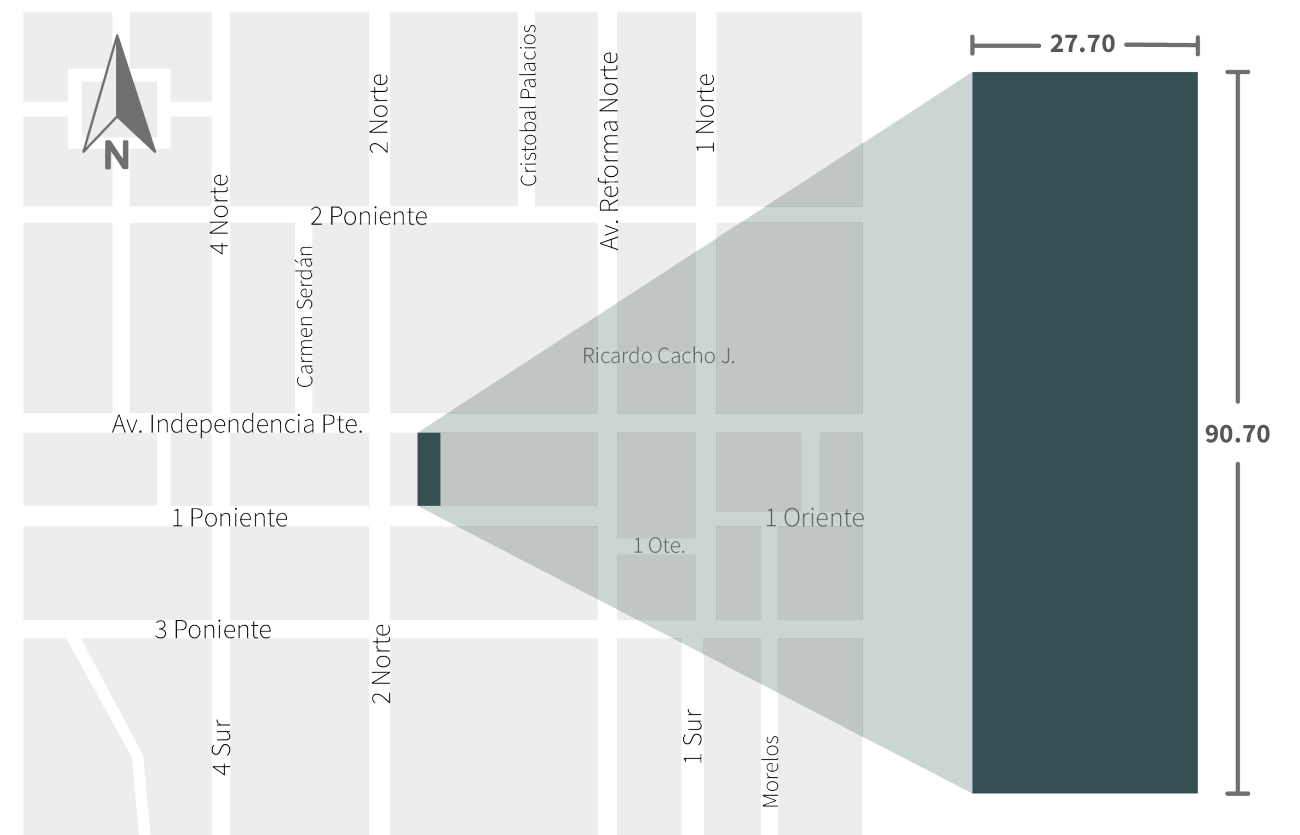 27.70
Cristobal Palacios
Av. Reforma Norte
2 Norte
1 Norte
N
4 Norte
2 Poniente
Carmen Serdán
Ricardo Cacho J.
Av. Independencia Pte.
90.70
1 Poniente
1 Oriente
1 Ote.
3 Poniente
2 Norte
4 Sur
1 Sur
Morelos